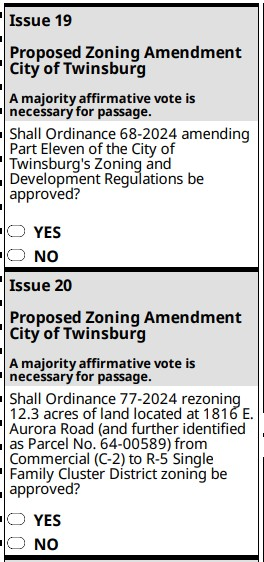 Issue 19
Proposed Zoning Amendment
City of Twinsburg
A majority affirmative vote is
necessary for passage.
Shall Ordinance 68-2024 amending
Part Eleven of the City of
Twinsburg's Zoning and
Development Regulations be
approved?
YES
NO
Issue 20
Proposed Zoning Amendment
City of Twinsburg
A majority affirmative vote is
necessary for passage.
Shall Ordinance 77-2024 rezoning
12.3 acres of land located at 1816 E.
Aurora Road (and further identified
as Parcel No. 64-00589) from
Commercial (C-2) to R-5 Single
Family Cluster District zoning be
approved?
YES
NO